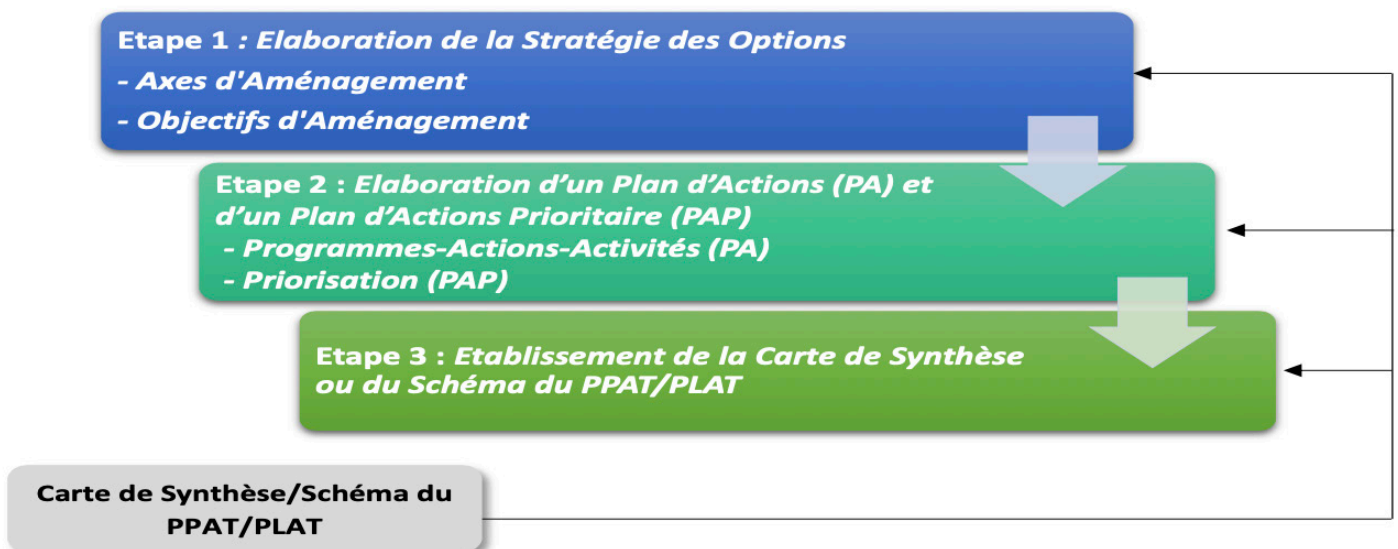 Etape 1 : Elaboration de la Stratégie des Options
- Axes d'Aménagement
- Objectifs d'Aménagement
Etape 2 : Elaboration d’un Plan d’Actions (PA) et
d’un Plan d’Actions Prioritaire (PAP)
- Programmes-Actions-Activités (PA)
- Priorisation (PAP)
Etape 3 : Etablissement de la Carte de Synthèse
ou du Schéma du PPAT/PLAT
Carte de Synthèse/Schéma du
PPAT/PLAT